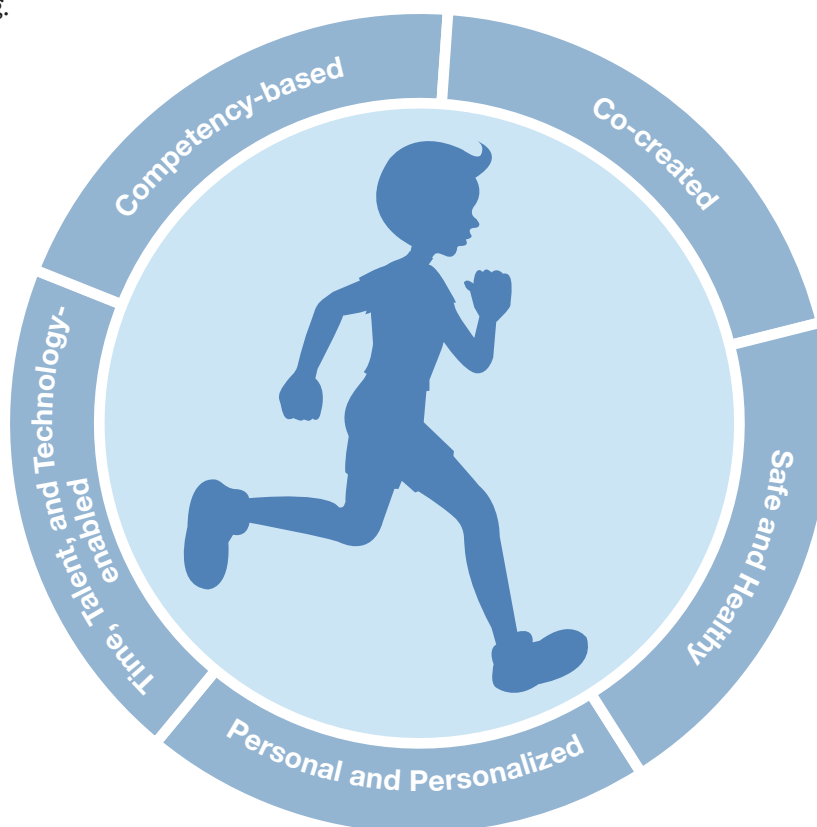 Competency-based
Co-created
Safe and Healthy
Personal and Personalized
Time, Talent, and Technology-
enabled